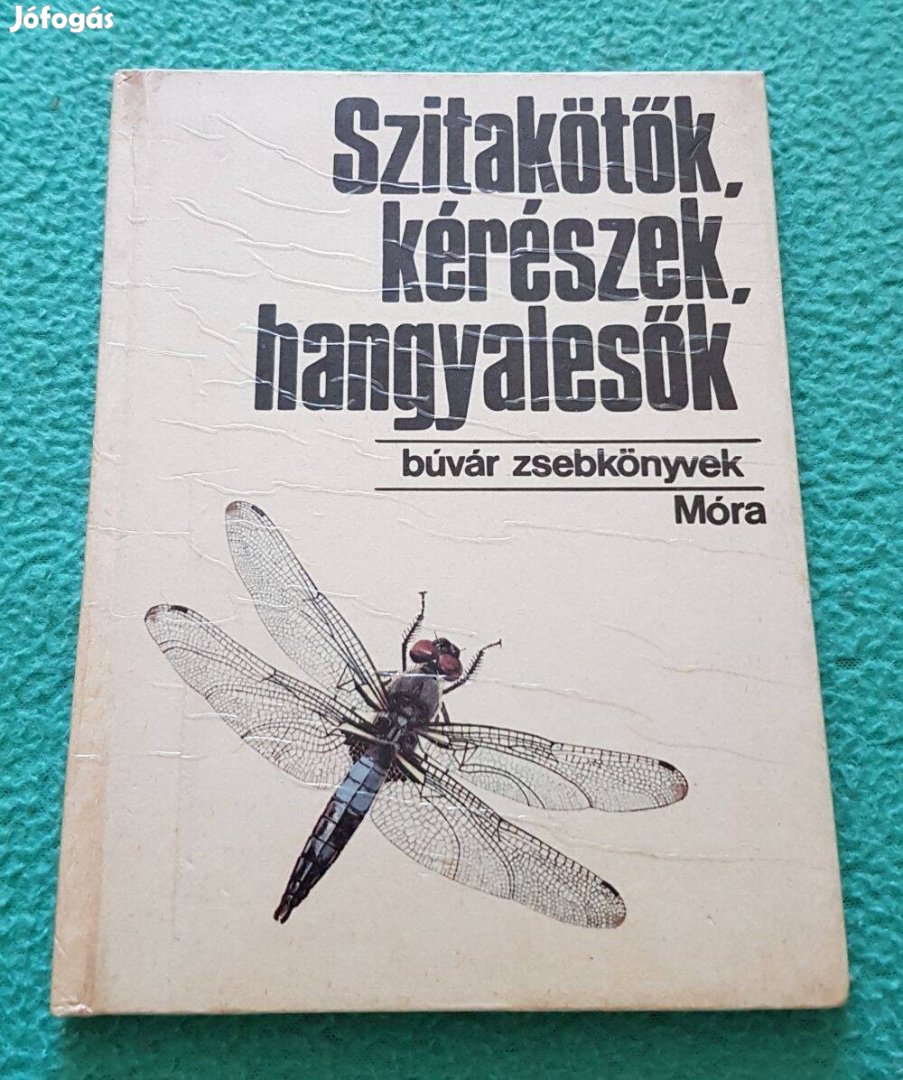 Jófogás
Szitakötők,
kérészek,
hangyalesők
búvár zsebkönyvek
Móra